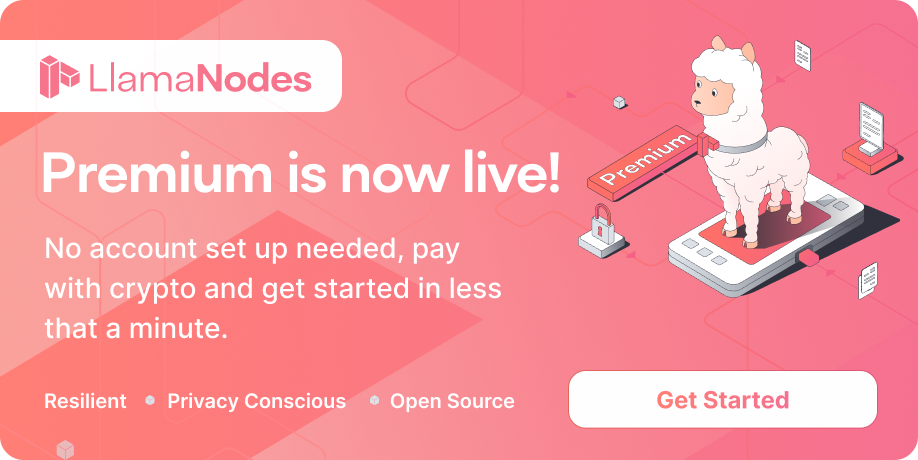 LlamaNodes
Premium is now live!
No account set up needed, pay
with crypto and get started in less
that a minute.
Resilient
Privacy Conscious
Open Source
Premium
Get Started